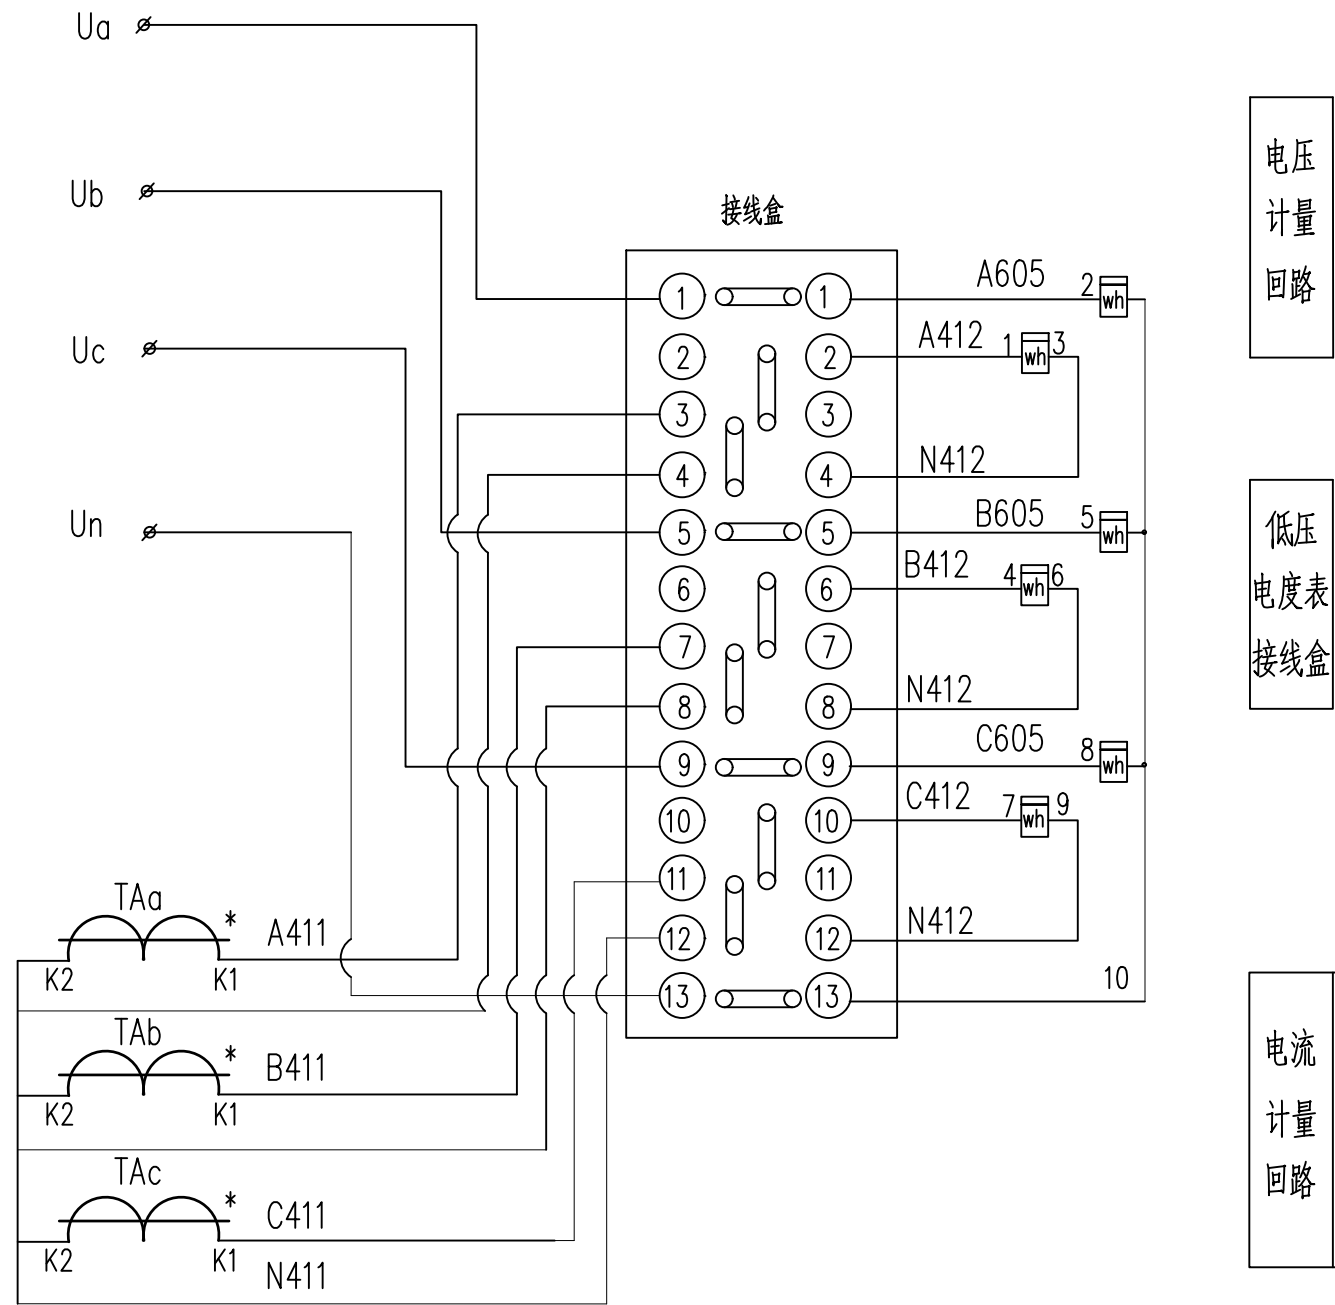 Ua
Ub
Uc
Un
接线盒
1 1
2 2
3 3
4 4
5 5
6 6
7 7
8 8
9 9
10 10
11 11
12 12
13 13
A605 2 wh
A412 1 wh 3
N412
B605 5 wh
B412 4 wh 6
N412
C605 8 wh
C412 7 wh 9
N412
10
TAa *
K2 K1 A411
TAb *
K2 K1 B411
TAc *
K2 K1 C411
N411
电压
计量
回路
低压
电度表
接线盒
电流
计量
回路